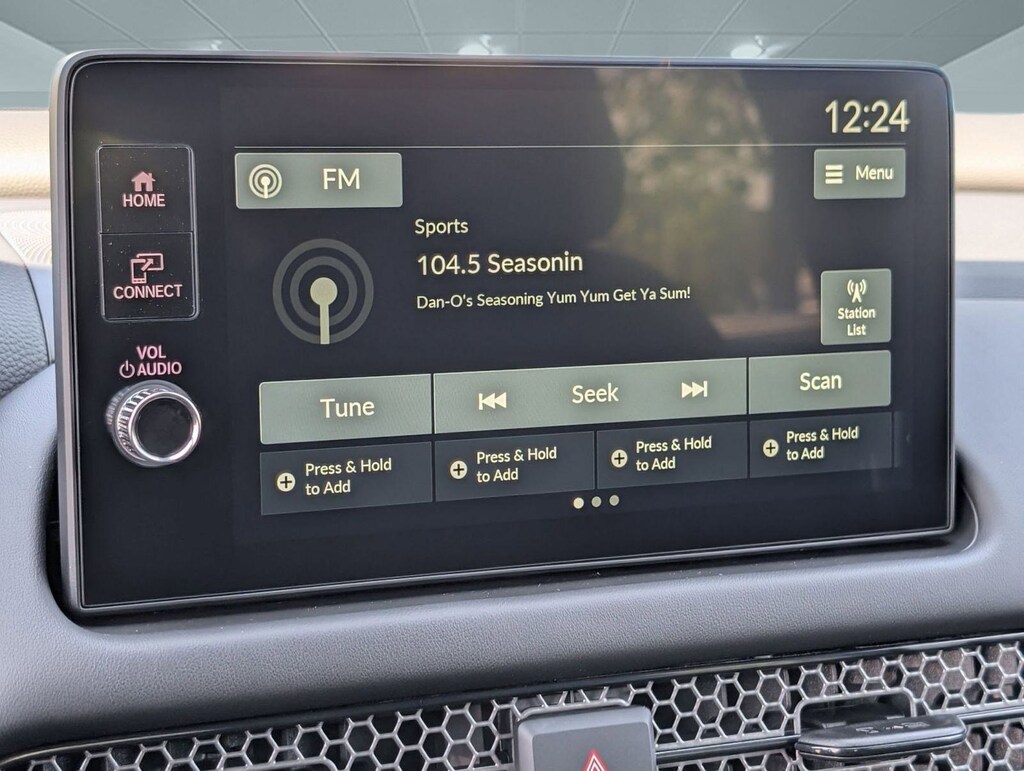 12:24
HOME
CONNECT
VOL
AUDIO
FM
Menu
Sports
104.5 Seasonin
Dan-O's Seasoning Yum Yum Get Ya Sum!
Station
List
Tune
Seek
Scan
Press & Hold
to Add
Press & Hold
to Add
Press & Hold
to Add
Press & Hold
to Add